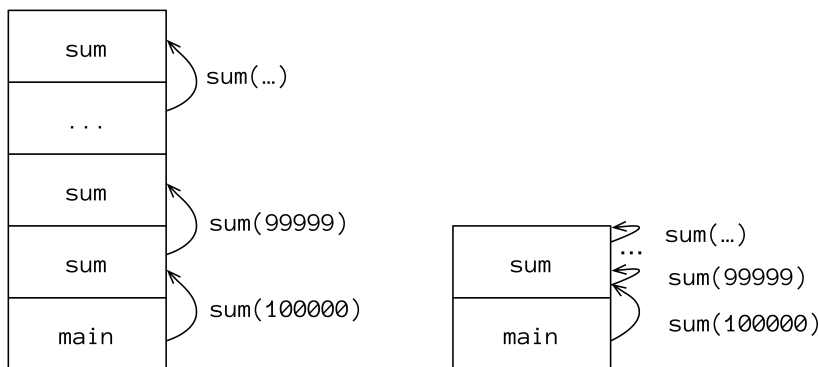 sum
sum(…)
...
sum
sum(99999)
sum
sum(100000)
main
sum(…)
...
sum
sum(99999)
sum(100000)
main